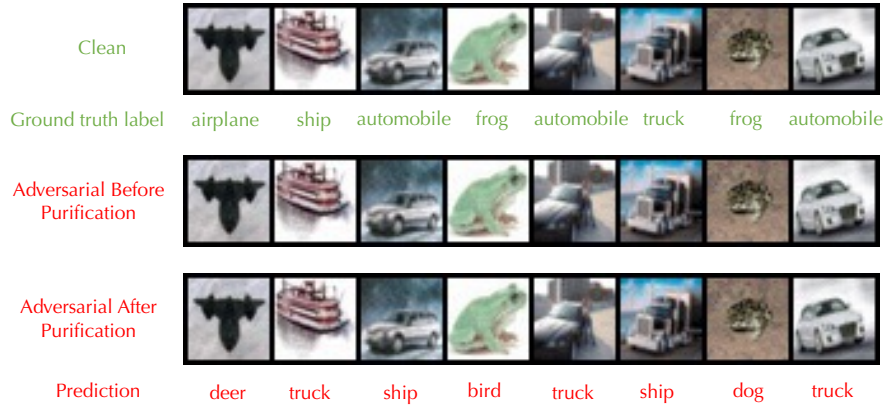 Clean
Ground truth label airplane ship automobile frog automobile truck frog automobile
Adversarial Before
Purification
Adversarial After
Purification
Prediction deer truck ship bird truck ship dog truck